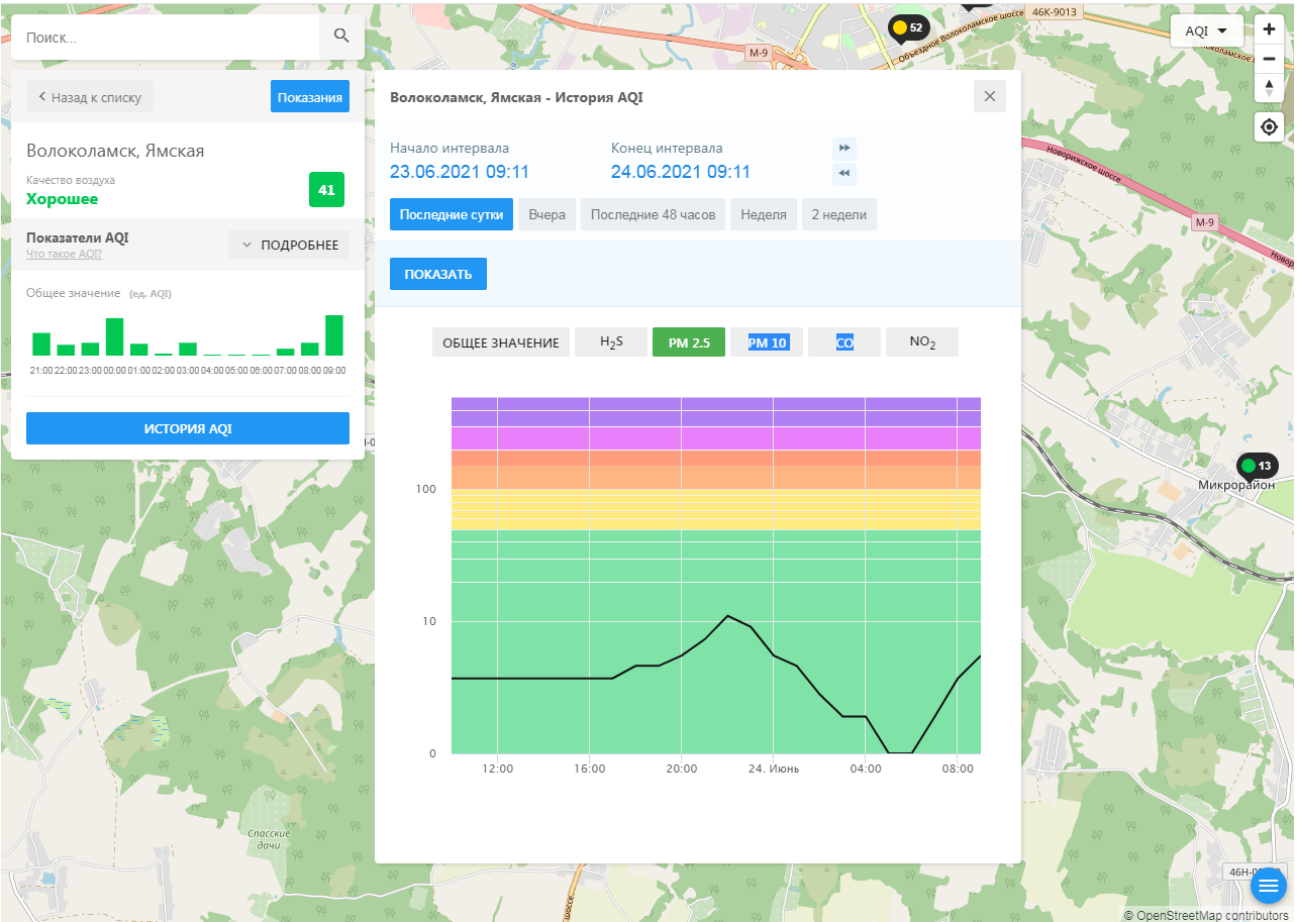 Поиск...
52
Объездное Волоколамское шоссе
46К-9013
AQI
М-9
Назад к списку
Показания
Волоколамск, Ямская
Качество воздуха
Хорошее
41
Показатели AQI
Что такое AQI?
ПОДРОБНЕЕ
Общее значение (ед. AQI)
21:00 22:00 23:00 00:00 01:00 02:00 03:00 04:00 05:00 06:00 07:00 08:00 09:00
ИСТОРИЯ AQI
Волоколамск, Ямская - История AQI
Начало интервала
23.06.2021 09:11
Конец интервала
24.06.2021 09:11
Последние сутки
Вчера
Последние 48 часов
Неделя
2 недели
ПОКАЗАТЬ
ОБЩЕЕ ЗНАЧЕНИЕ
H2S
PM 2.5
PM 10
CO
NO2
100
10
0
12:00
16:00
20:00
24. Июнь
04:00
08:00
Новорижское шоссе
М-9
13
Микрорайон
Спасские
дачи
© OpenStreetMap contributors